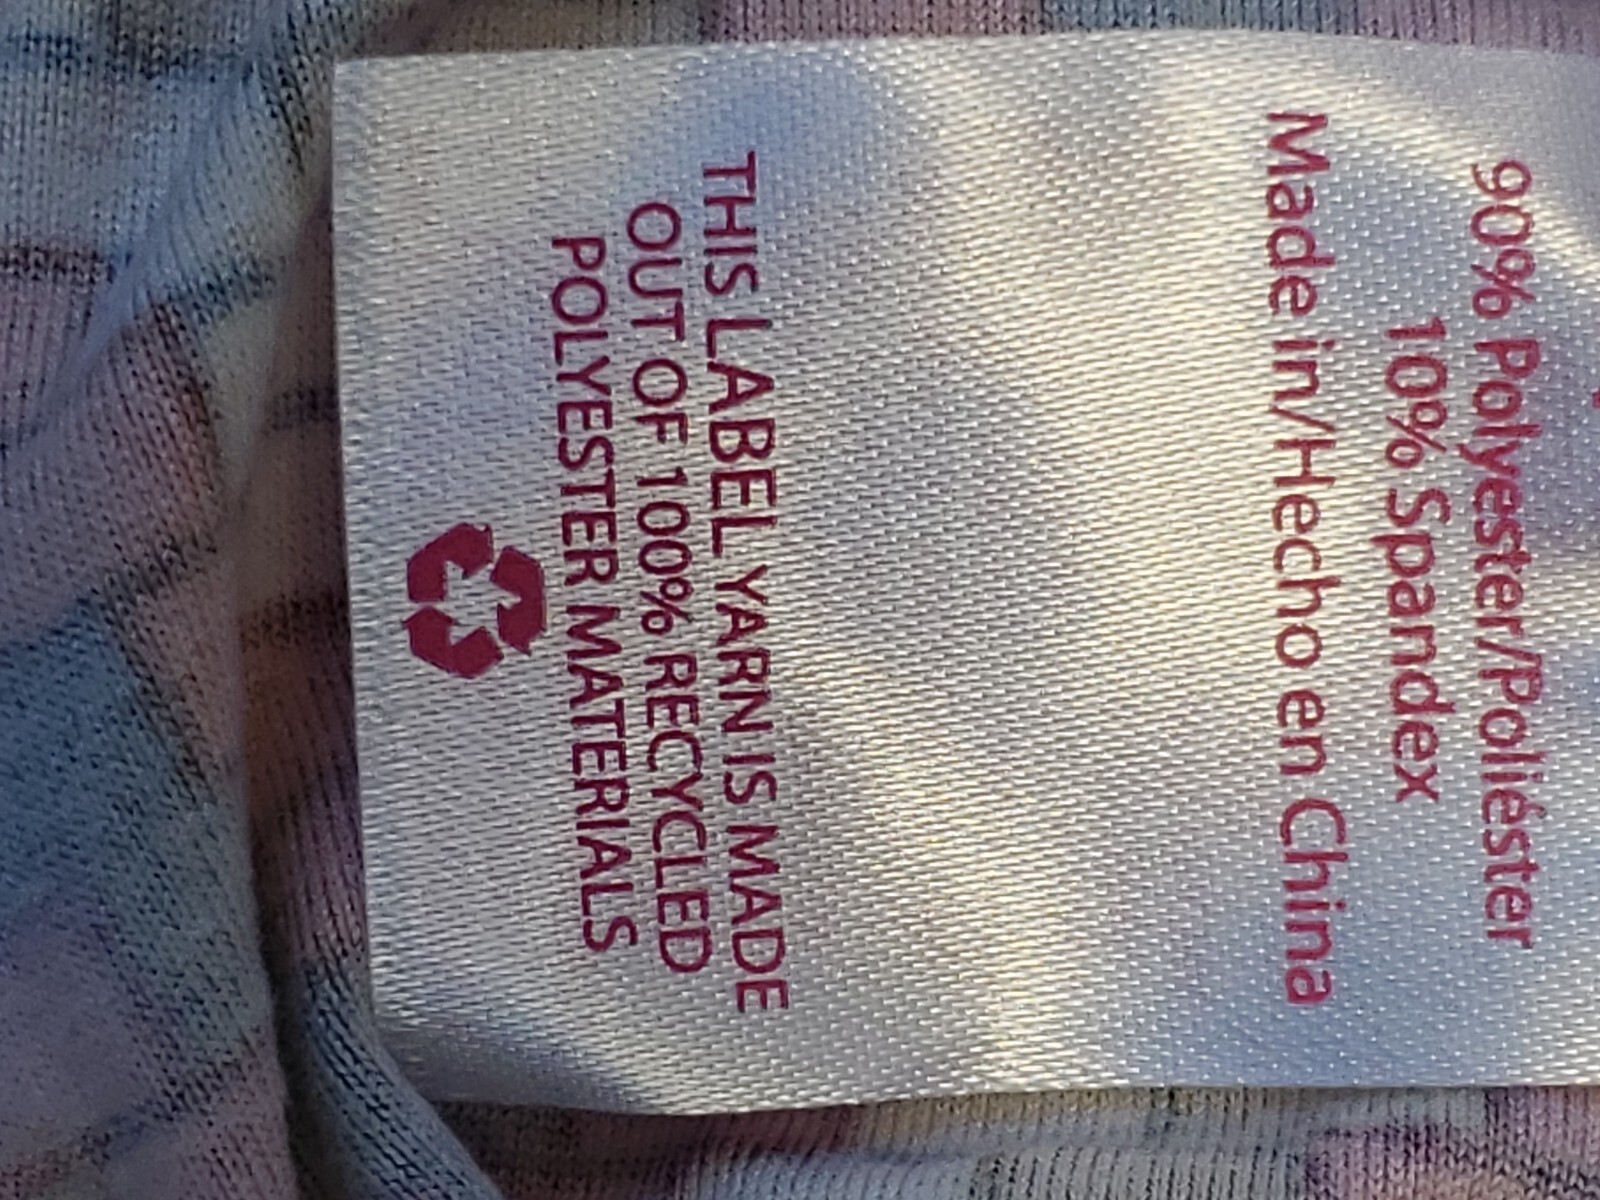 90% Polyester/Poliéster
10% Spandex
Made in/Hecho en China
THIS LABEL YARN IS MADE
OUT OF 100% RECYCLED
POLYESTER MATERIALS